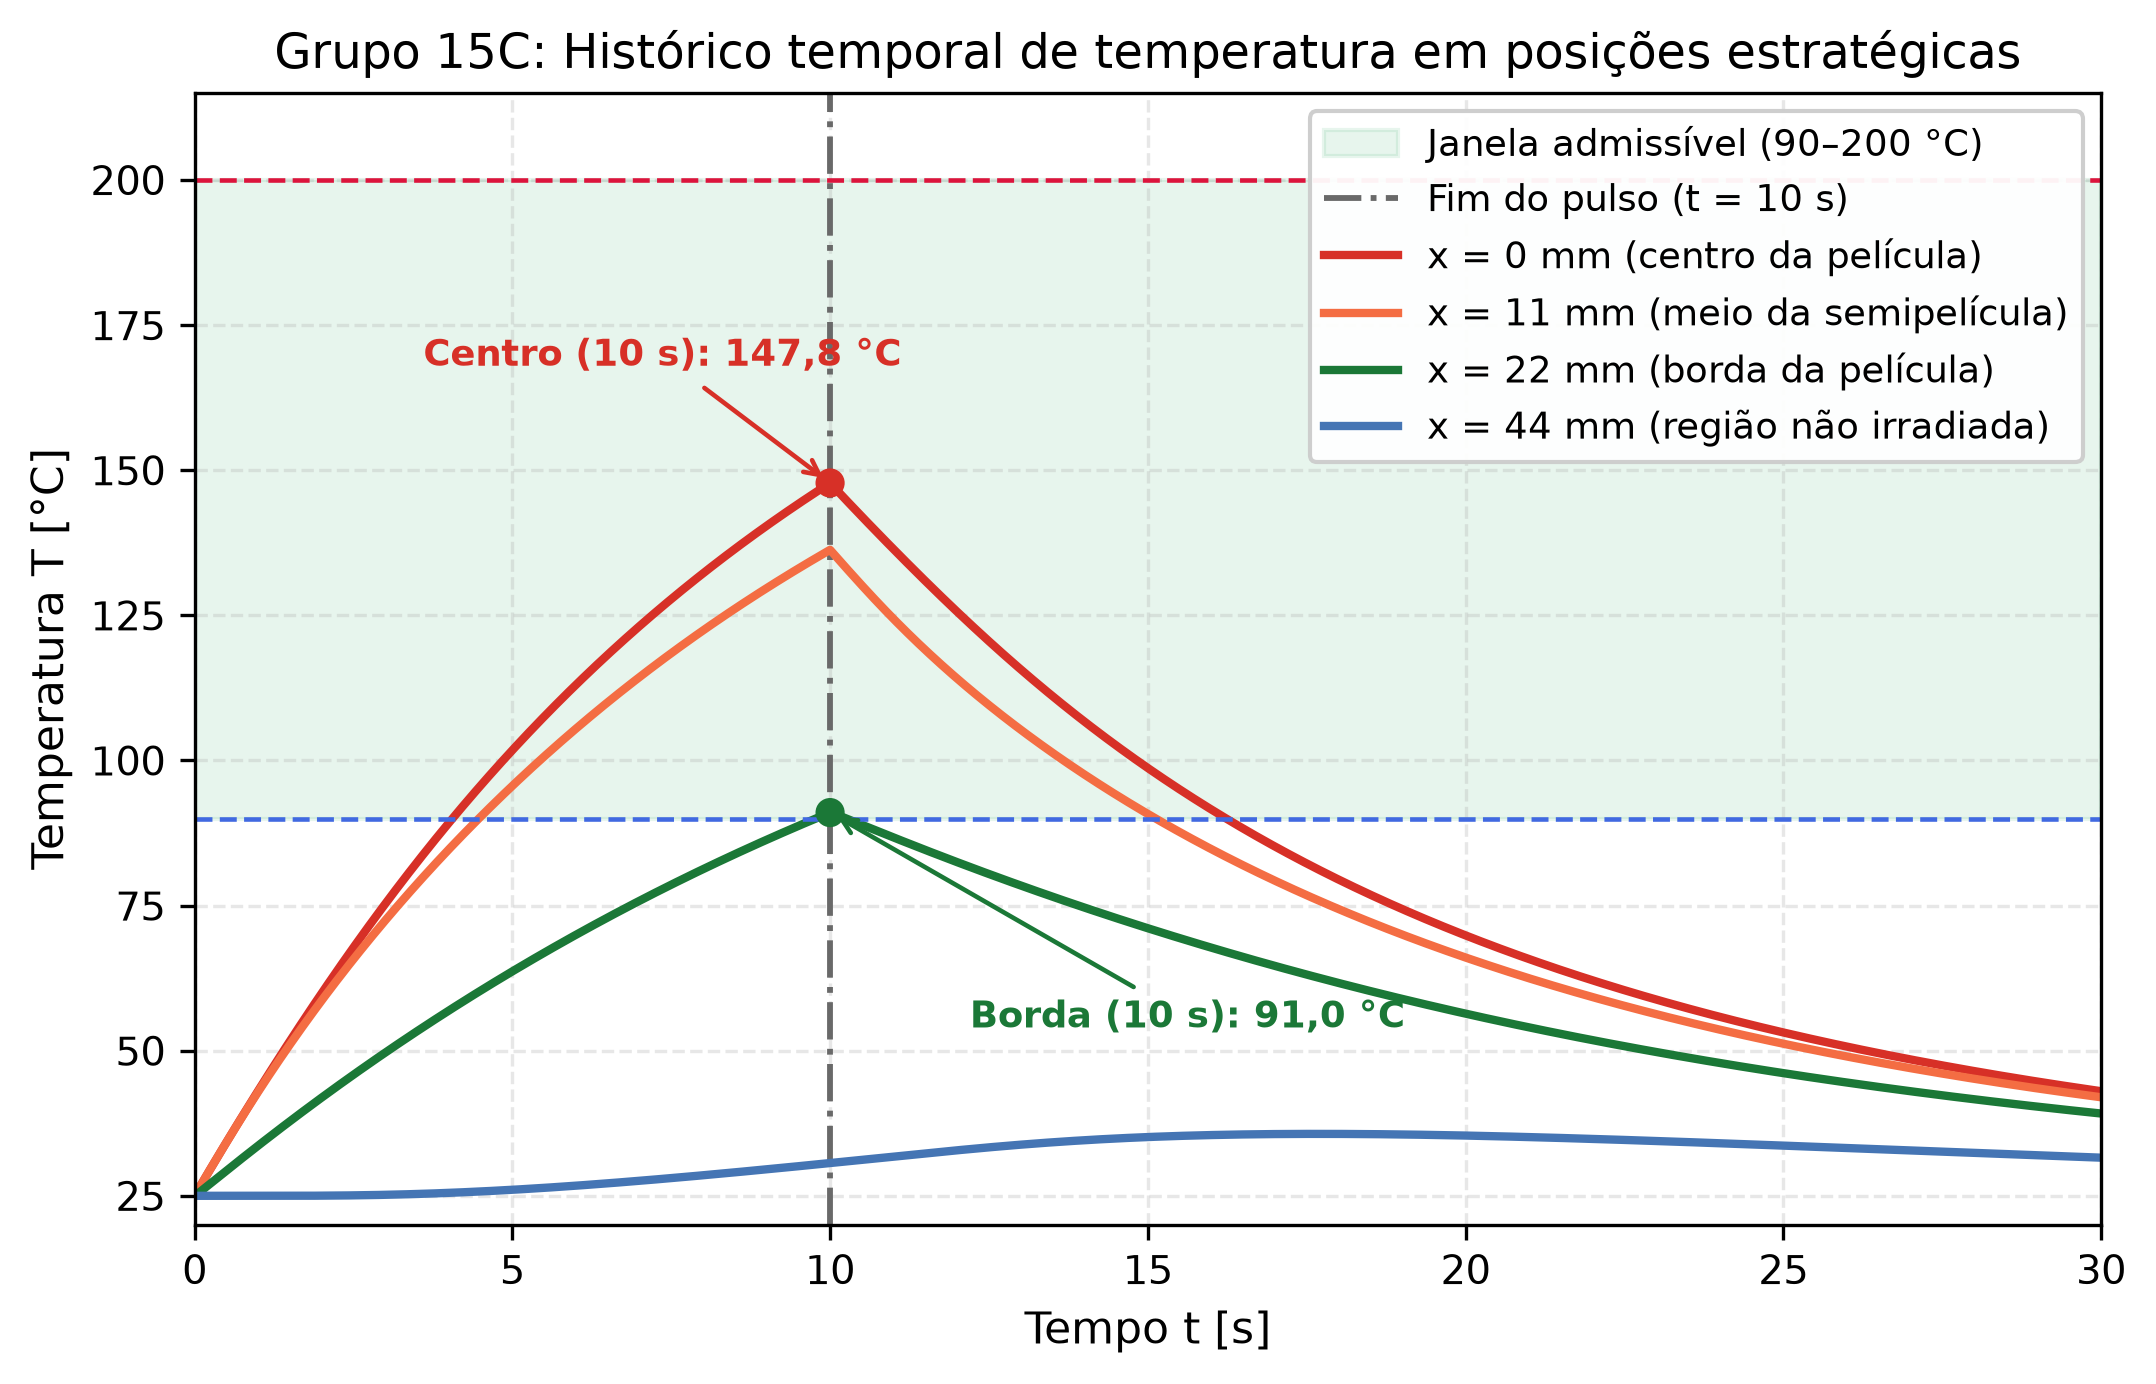 Grupo 15C: Histórico temporal de temperatura em posições estratégicas
Janela admissível (90–200 °C)
Fim do pulso (t = 10 s)
x = 0 mm (centro da película)
x = 11 mm (meio da semipelícula)
x = 22 mm (borda da película)
x = 44 mm (região não irradiada)
Centro (10 s): 147,8 °C
Borda (10 s): 91,0 °C
Temperatura T [°C]
200
175
150
125
100
75
50
25
0 5 10 15 20 25 30
Tempo t [s]